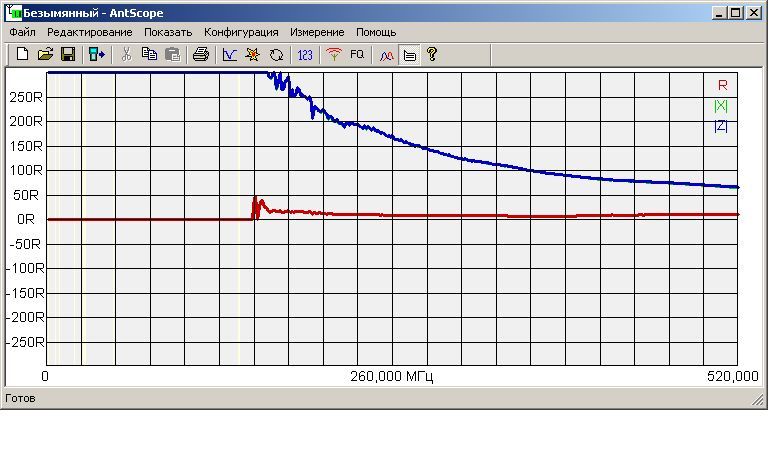 Безымянный - AntScope
Файл Редактирование Показать Конфигурация Измерение Помощь
123 FQ ?
R
|X|
|Z|
250R
200R
150R
100R
50R
0R
-50R
-100R
-150R
-200R
-250R
0 260,000 МГц 520,000
Готов